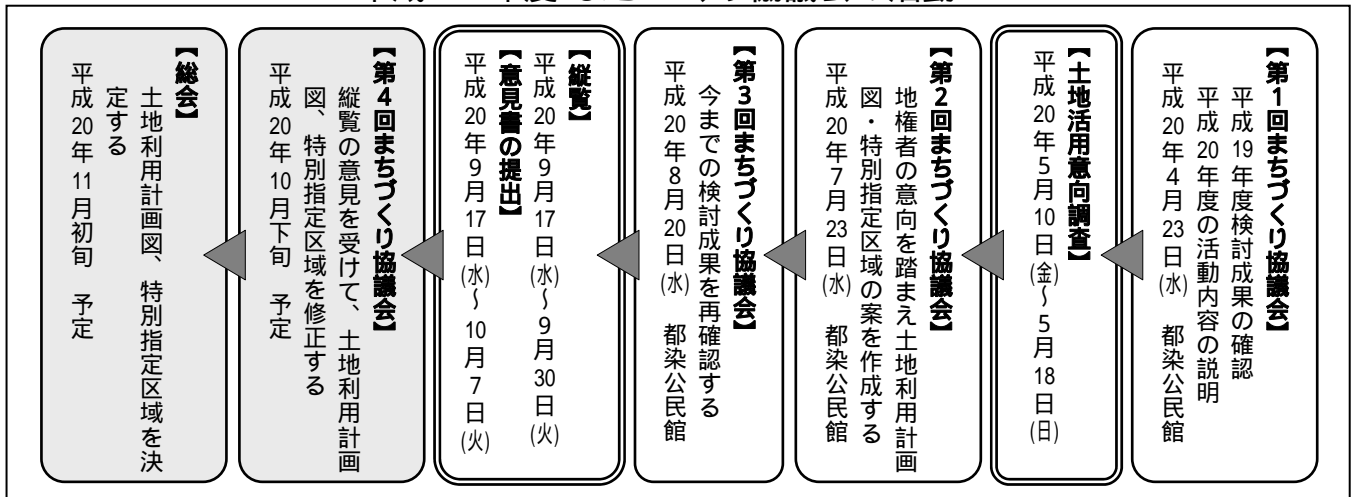 【第1回まちづくり協議会】
平成19年度検討成果の確認
平成20年度の活動内容の説明
平成20年4月23日(水) 都染公民館
【土地活用意向調査】
平成20年5月10日(金)~5月18日(日)
【第2回まちづくり協議会】
地権者の意向を踏まえ土地利用計画
図・特別指定区域の案を作成する
平成20年7月23日(水) 都染公民館
【第3回まちづくり協議会】
今までの検討成果を再確認する
平成20年8月20日(水) 都染公民館
【縦覧】
平成20年9月17日(水)~9月30日(火)
【意見書の提出】
平成20年9月17日(水)~10月7日(火)
【第4回まちづくり協議会】
縦覧の意見を受けて、土地利用計画
図、特別指定区域を修正する
平成20年10月下旬 予定
【総会】
土地利用計画図、特別指定区域を決
定する
平成20年11月初旬 予定